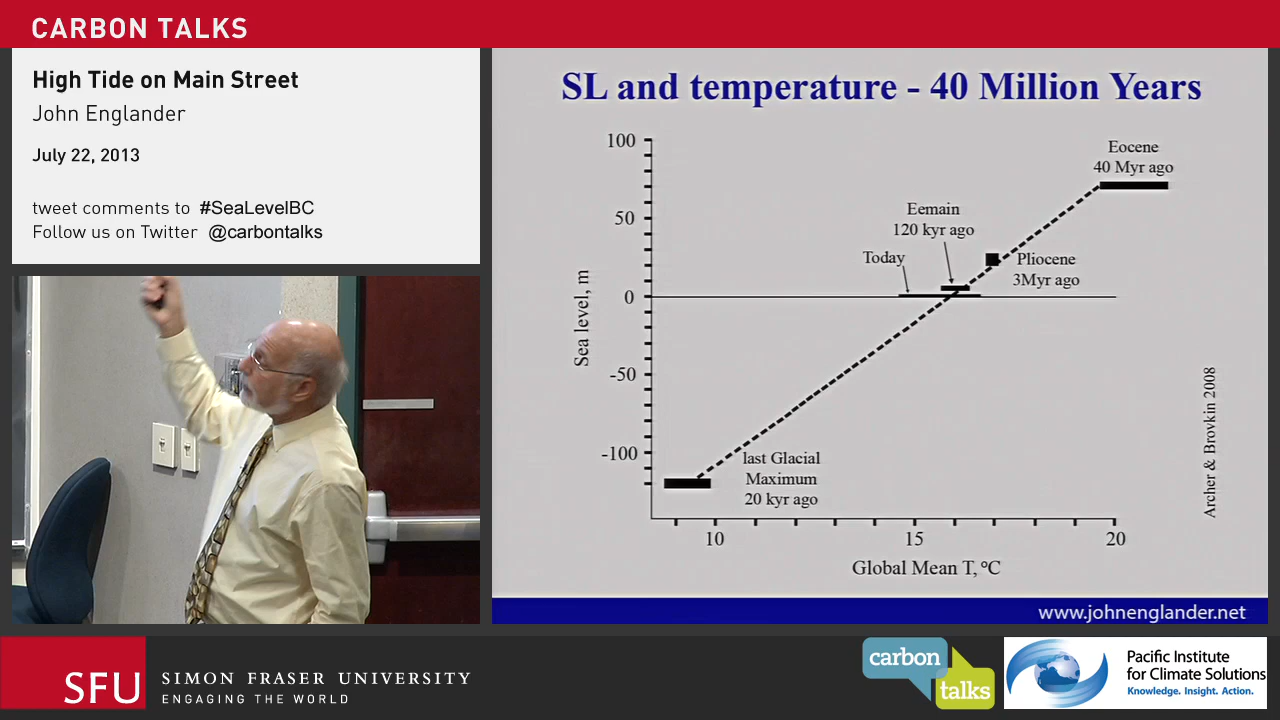 CARBON TALKS
High Tide on Main Street
John Englander
July 22, 2013
tweet comments to #SeaLevelBC
Follow us on Twitter @carbontalks
SL and temperature - 40 Million Years
100
50
0
-50
-100
Sea level, m
Eocene
40 Myr ago
Eemain
120 kyr ago
Today
Pliocene
3Myr ago
last Glacial
Maximum
20 kyr ago
10
15
20
Global Mean T, °C
Archer & Brovkin 2008
www.johnenglander.net
SFU
SIMON FRASER UNIVERSITY
ENGAGING THE WORLD
carbon
talks
Pacific Institute
for Climate Solutions
Knowledge. Insight. Action.